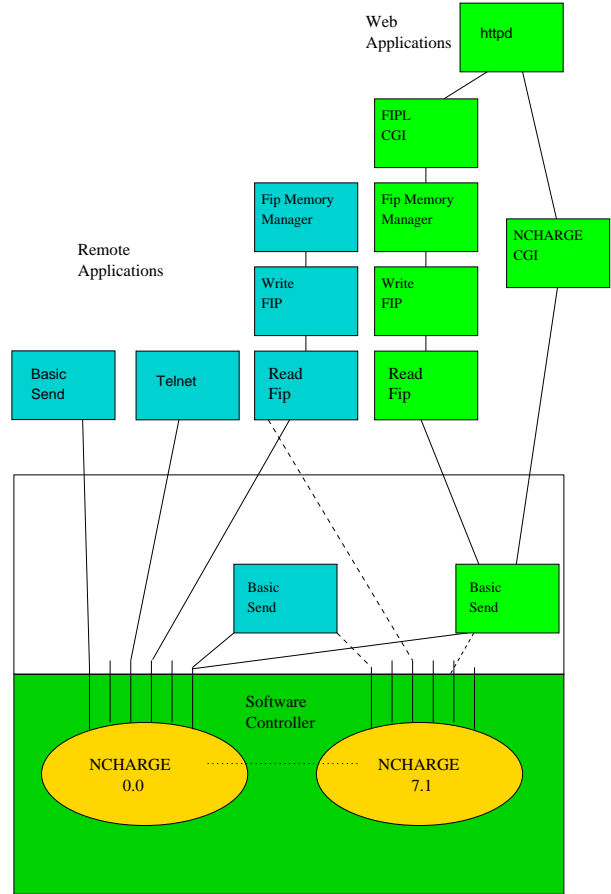 Web
Applications
httpd
FIPL
CGI
Fip Memory
Manager
Fip Memory
Manager
NCHARGE
CGI
Remote
Applications
Write
FIP
Write
FIP
Basic
Send
Telnet
Read
Fip
Read
Fip
Basic
Send
Basic
Send
Software
Controller
NCHARGE
0.0
NCHARGE
7.1